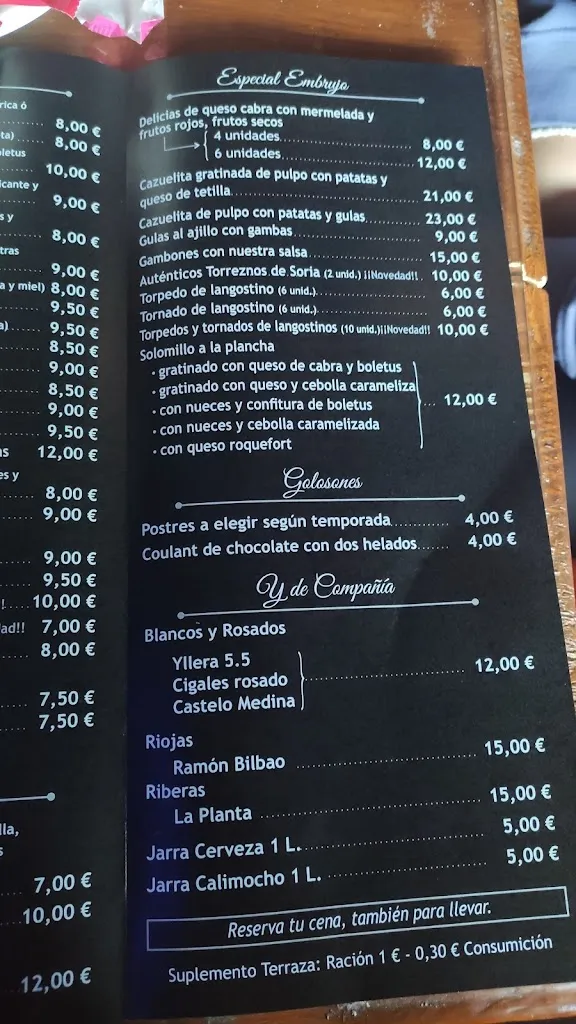 rica ó
8,00 €
ta) 8,00 €
oletus
10,00 €
icante y
9,00 €
s y
8,00 €
tras
9,00 €
a y miel) 8,00 €
9,50 €
a) 9,50 €
8,50 €
9,00 €
8,50 €
9,00 €
9,50 €
as 12,00 €
es y
8,00 €
9,00 €
9,00 €
9,50 €
!....10,00 €
ad!! 7,00 €
8,00 €
7,50 €
7,50 €
lla,
s
7,00 €
10,00 €
12,00 €
Especial Embrujo
Delicias de queso cabra con mermelada y
frutos rojos, frutos secos
4 unidades 8,00 €
6 unidades 12,00 €
Cazuelita gratinada de pulpo con patatas y
queso de tetilla 21,00 €
Cazuelita de pulpo con patatas y gulas 23,00 €
Gulas al ajillo con gambas 9,00 €
Gambones con nuestra salsa 15,00 €
Auténticos Torreznos de Soria (2 unid.) ¡¡Novedad!! 10,00 €
Torpedo de langostino (6 unid.) 6,00 €
Tornado de langostino (6 unid.) 6,00 €
Torpedos y tornados de langostinos (10 unid.)¡¡Novedad!! 10,00 €
Solomillo a la plancha
· gratinado con queso de cabra y boletus
· gratinado con queso y cebolla carameliza
· con nueces y confitura de boletus 12,00 €
· con nueces y cebolla caramelizada
· con queso roquefort
Golosones
Postres a elegir según temporada 4,00 €
Coulant de chocolate con dos helados 4,00 €
Y de Compañía
Blancos y Rosados
Yllera 5.5
Cigales rosado 12,00 €
Castelo Medina
Riojas
Ramón Bilbao 15,00 €
Riberas
La Planta 15,00 €
Jarra Cerveza 1 L. 5,00 €
Jarra Calimocho 1 L. 5,00 €
Reserva tu cena, también para llevar.
Suplemento Terraza: Ración 1 € - 0,30 € Consumición